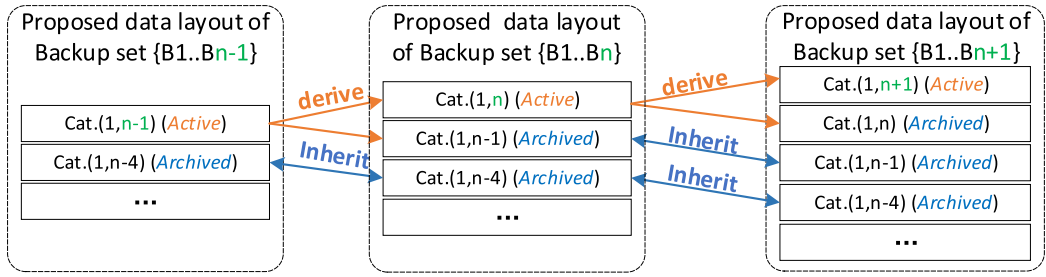 Proposed data layout of
Backup set {B1..Bn-1}
Cat.(1,n-1) (Active)
Cat.(1,n-4) (Archived)
...
derive
Inherit
Proposed data layout
of Backup set {B1..Bn}
Cat.(1,n) (Active)
Cat.(1,n-1) (Archived)
Cat.(1,n-4) (Archived)
...
derive
Inherit
Inherit
Proposed data layout of
Backup set {B1..Bn+1}
Cat.(1,n+1) (Active)
Cat.(1,n) (Archived)
Cat.(1,n-1) (Archived)
Cat.(1,n-4) (Archived)
...